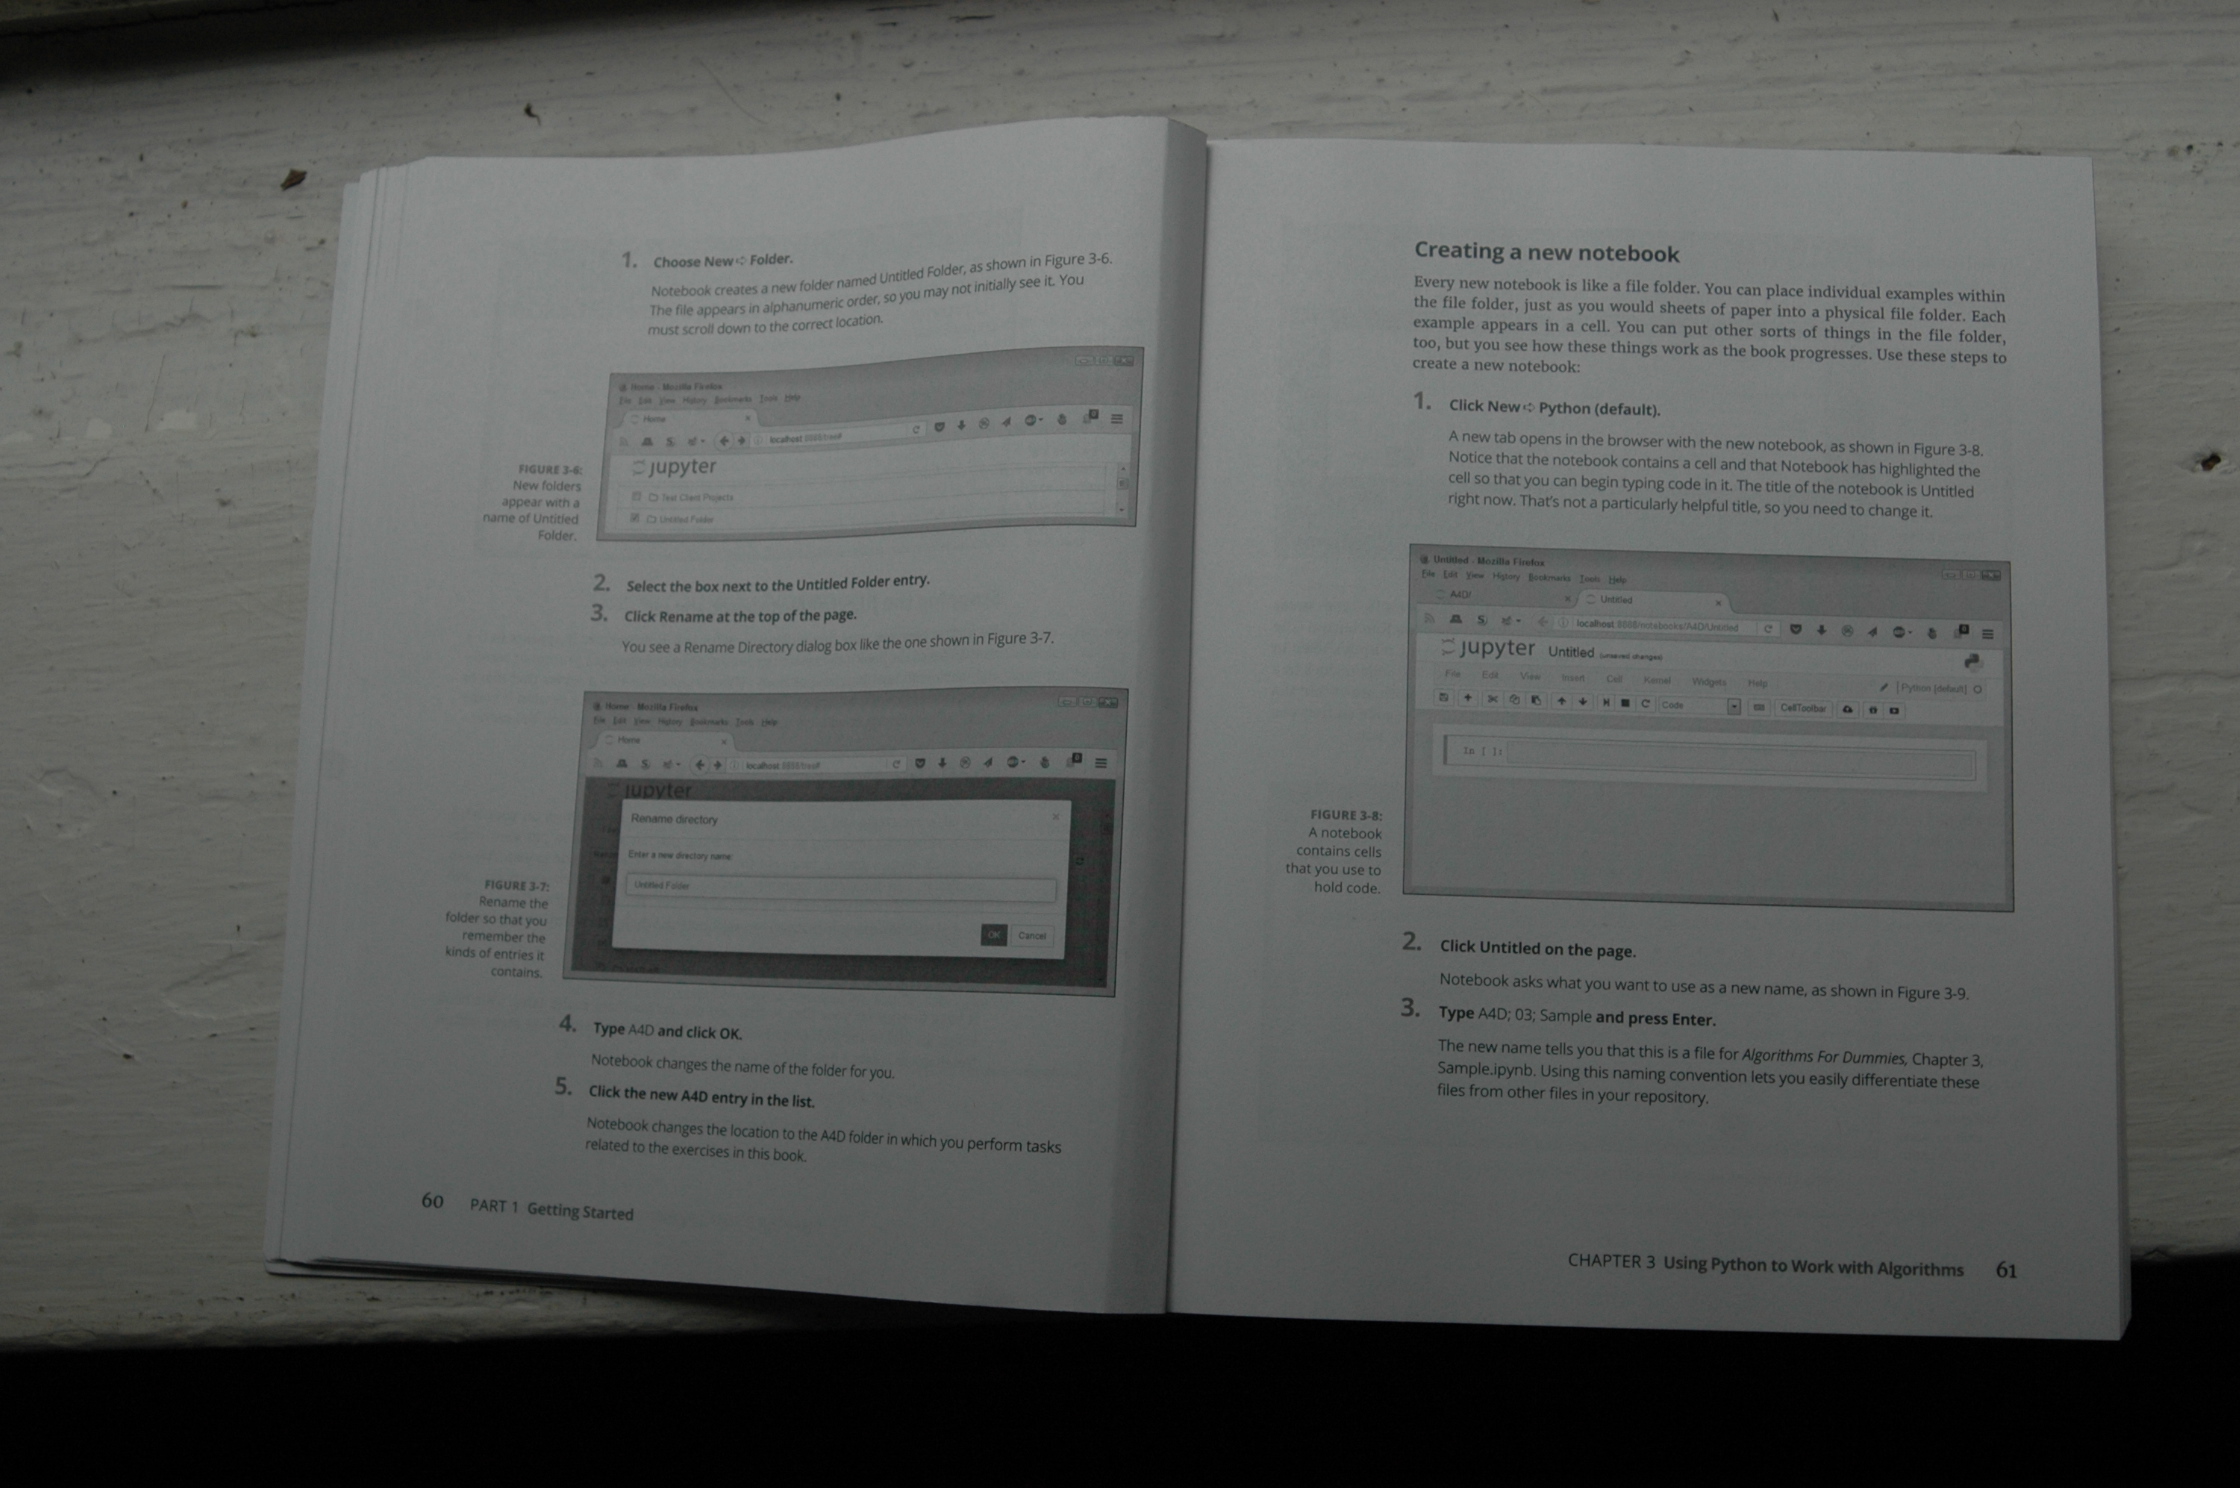 1. Choose New➪Folder.
Notebook creates a new folder named Untitled Folder, as shown in Figure 3-6.
The file appears in alphanumeric order, so you may not initially see it. You
must scroll down to the correct location.
Home - Mozilla Firefox
File Edit View History Bookmarks Tools Help
Home
localhost:8888/tree#
jupyter
Test Client Projects
Untitled Folder
FIGURE 3-6:
New folders
appear with a
name of Untitled
Folder.
2. Select the box next to the Untitled Folder entry.
3. Click Rename at the top of the page.
You see a Rename Directory dialog box like the one shown in Figure 3-7.
Home - Mozilla Firefox
File Edit View History Bookmarks Tools Help
Home
localhost:8888/tree#
jupyter
Rename directory
Enter a new directory name:
Untitled Folder
OK Cancel
FIGURE 3-7:
Rename the
folder so that you
remember the
kinds of entries it
contains.
4. Type A4D and click OK.
Notebook changes the name of the folder for you.
5. Click the new A4D entry in the list.
Notebook changes the location to the A4D folder in which you perform tasks
related to the exercises in this book.
60 PART 1 Getting Started
Creating a new notebook
Every new notebook is like a file folder. You can place individual examples within
the file folder, just as you would sheets of paper into a physical file folder. Each
example appears in a cell. You can put other sorts of things in the file folder,
too, but you see how these things work as the book progresses. Use these steps to
create a new notebook:
1. Click New➪Python (default).
A new tab opens in the browser with the new notebook, as shown in Figure 3-8.
Notice that the notebook contains a cell and that Notebook has highlighted the
cell so that you can begin typing code in it. The title of the notebook is Untitled
right now. That's not a particularly helpful title, so you need to change it.
Untitled - Mozilla Firefox
File Edit View History Bookmarks Tools Help
A4D/ Untitled
localhost:8888/notebooks/A4D/Untitled
jupyter Untitled (unsaved changes)
File Edit View Insert Cell Kernel Widgets Help
Python [default]
Code CellToolbar
In [ ]:
FIGURE 3-8:
A notebook
contains cells
that you use to
hold code.
2. Click Untitled on the page.
Notebook asks what you want to use as a new name, as shown in Figure 3-9.
3. Type A4D; 03; Sample and press Enter.
The new name tells you that this is a file for Algorithms For Dummies, Chapter 3,
Sample.ipynb. Using this naming convention lets you easily differentiate these
files from other files in your repository.
CHAPTER 3 Using Python to Work with Algorithms 61